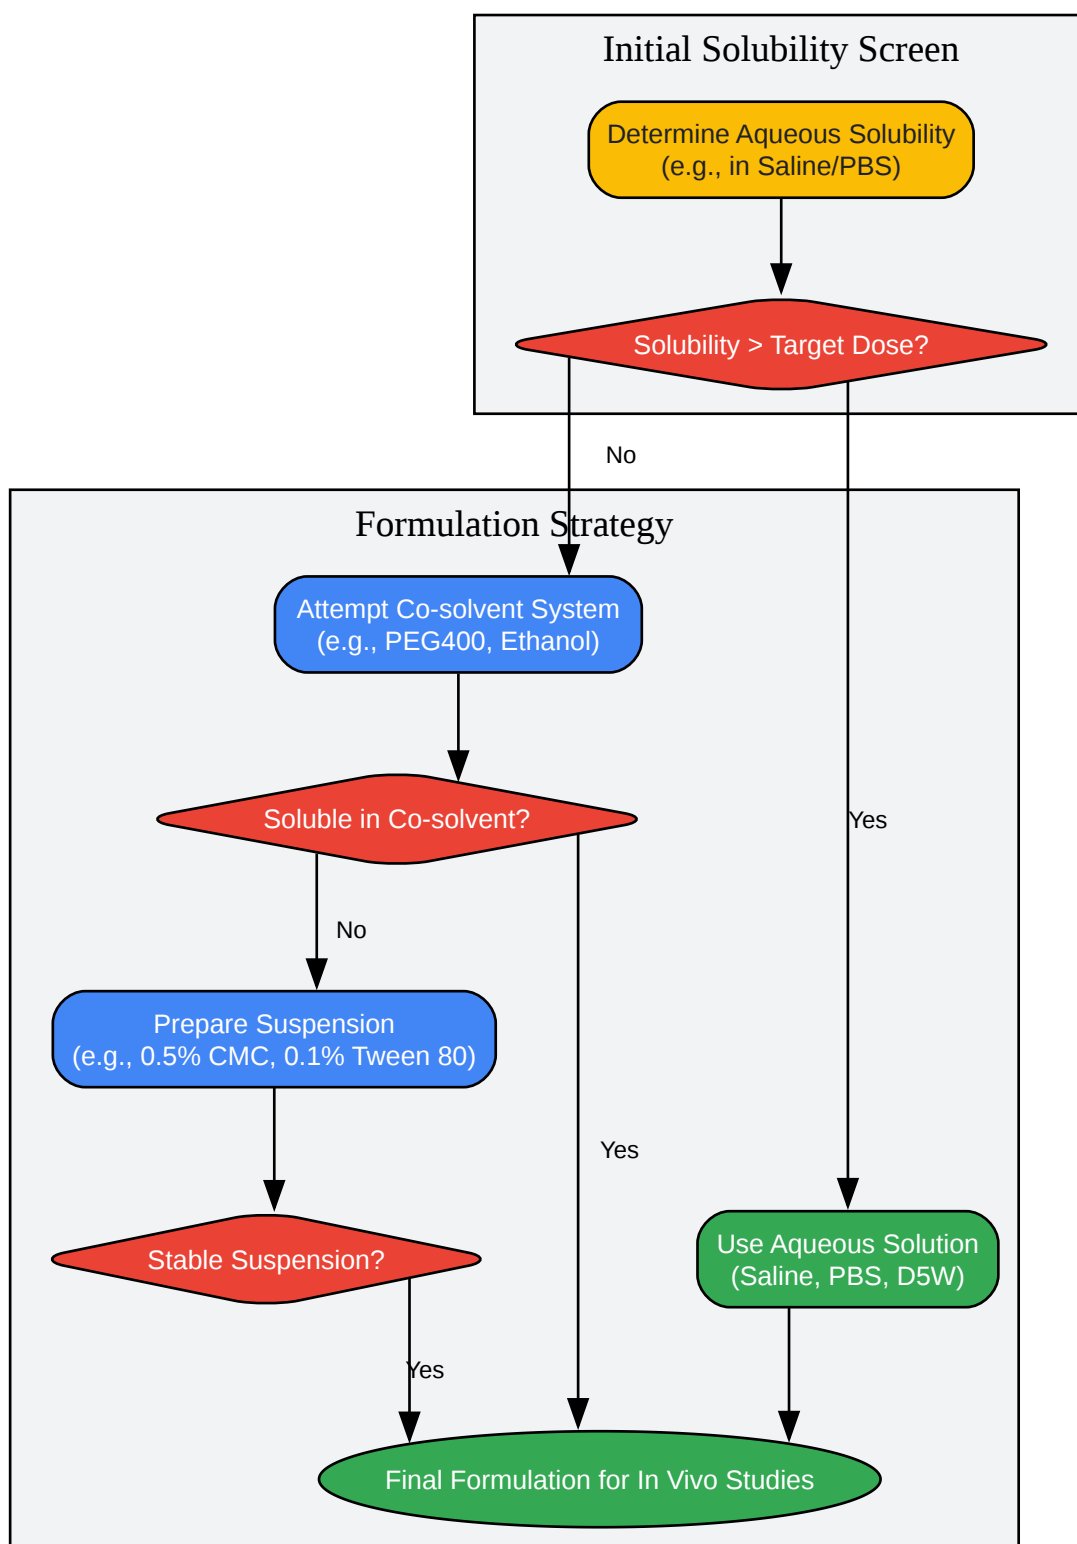 Initial Solubility Screen
Determine Aqueous Solubility
(e.g., in Saline/PBS)
Solubility > Target Dose?
No
Formulation Strategy
Attempt Co-solvent System
(e.g., PEG400, Ethanol)
Soluble in Co-solvent?
Yes
No
Prepare Suspension
(e.g., 0.5% CMC, 0.1% Tween 80)
Yes
Stable Suspension?
Use Aqueous Solution
(Saline, PBS, D5W)
Yes
Final Formulation for In Vivo Studies